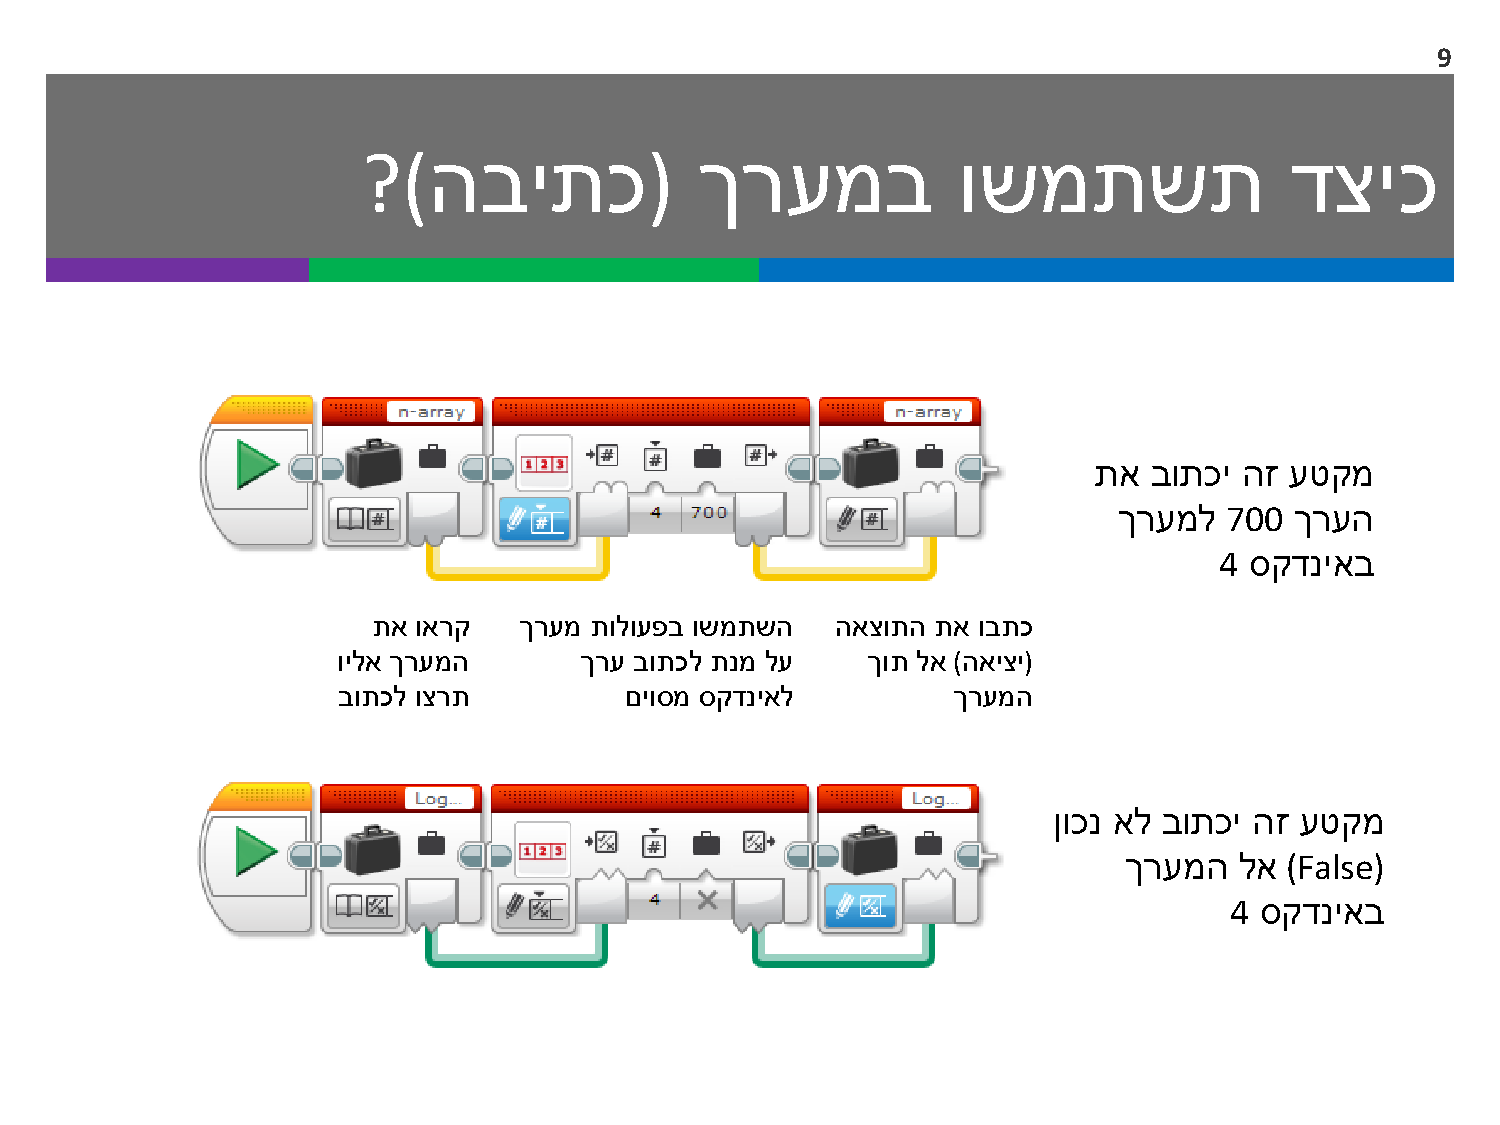 9
כיצד תשתמשו במערך (כתיבה)?
n-array
n-array
4 700
מקטע זה יכתוב את
הערך 700 למערך
באינדקס 4
קראו את
המערך אליו
תרצו לכתוב
השתמשו בפעולות מערך
על מנת לכתוב ערך
לאינדקס מסוים
כתבו את התוצאה
(יציאה) אל תוך
המערך
Log...
Log...
4
מקטע זה יכתוב לא נכון
(False) אל המערך
באינדקס 4